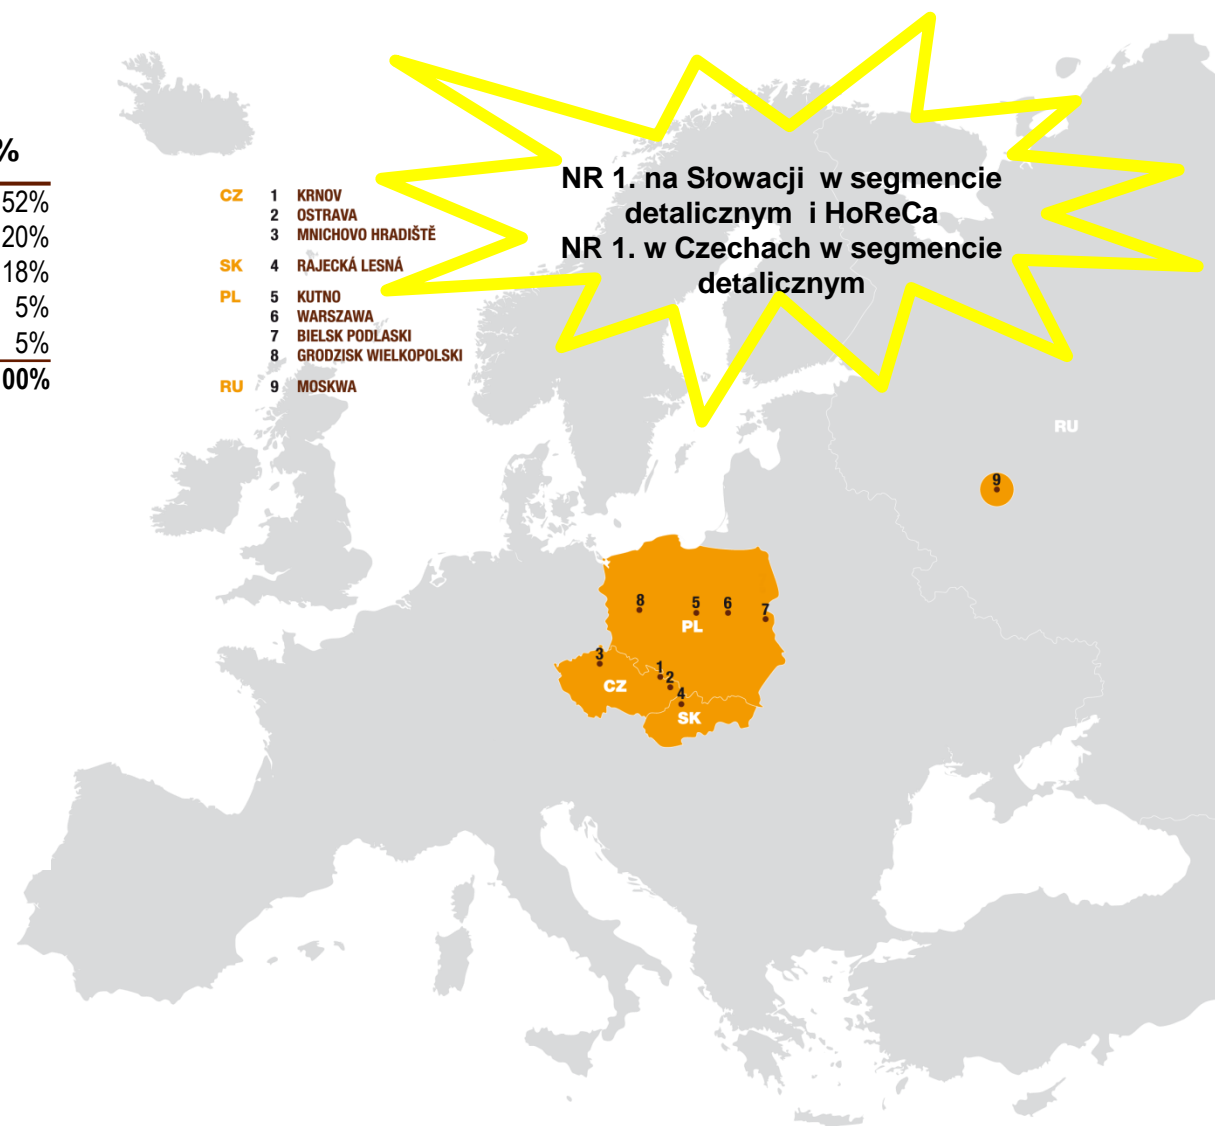 %
52%
20%
18%
5%
5%
00%
CZ 1 KRNOV
2 OSTRAVA
3 MNICHOVO HRADIŠTĚ
SK 4 RAJECKÁ LESNÁ
PL 5 KUTNO
6 WARSZAWA
7 BIELSK PODLASKI
8 GRODZISK WIELKOPOLSKI
RU 9 MOSKWA
NR 1. na Słowacji w segmencie
detalicznym i HoReCa
NR 1. w Czechach w segmencie
detalicznym
RU
9
8 5 6 7
PL
3
1
2
CZ
4
SK